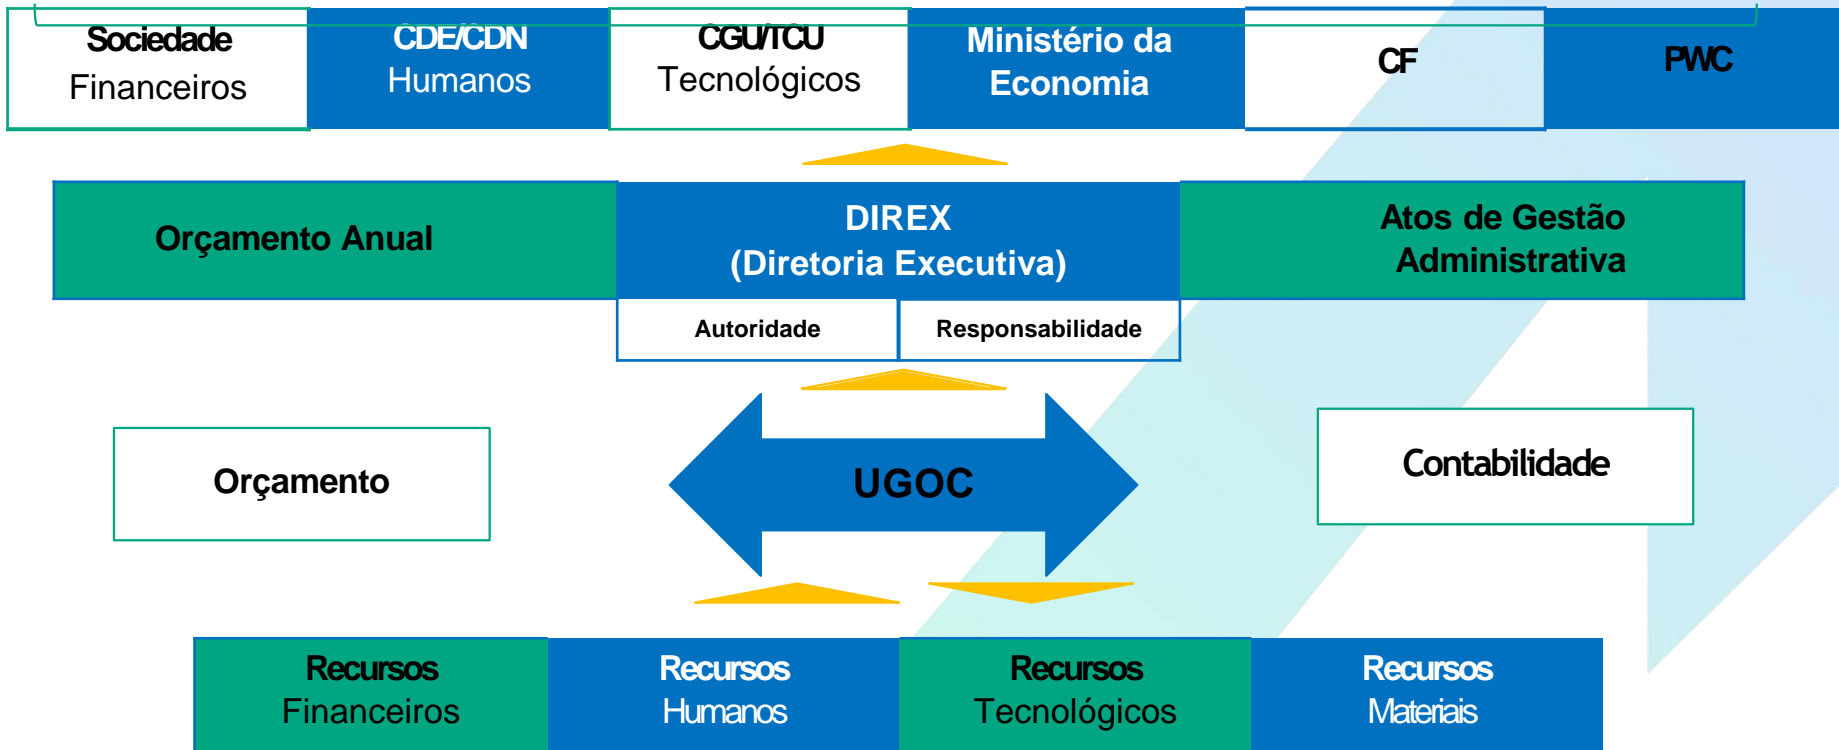 Sociedade
Financeiros
CDE/CDN
Humanos
CGU/TCU
Tecnológicos
Ministério da
Economia
CF
PWC
Orçamento Anual
DIREX
(Diretoria Executiva)
Atos de Gestão
Administrativa
Autoridade
Responsabilidade
Orçamento
UGOC
Contabilidade
Recursos
Financeiros
Recursos
Humanos
Recursos
Tecnológicos
Recursos
Materiais